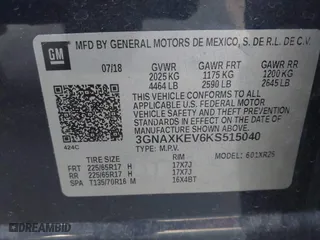 GM
MFD BY GENERAL MOTORS DE MEXICO, S. DE R.L. DE C.V.
07/18 GVWR GAWR FRT GAWR RR
2025 KG 1175 KG 1200 KG
4464 LB 2590 LB 2645 LB
THIS VEHICLE CONFORMS TO ALL APPLICABLE U.S. FEDERAL MOTOR VEHICLE SAFETY, BUMPER, AND THEFT PREVENTION STANDARDS IN EFFECT ON THE DATE OF MANUFACTURE SHOWN ABOVE.
3GNAXKEV6KS515040
424C TYPE: M.P.V. MODEL: 601XR26
TIRE SIZE RIM
FRT 225/65R17 H 17X7J
RR 225/65R17 H 17X7J
SPA T135/70R16 M 16X4BT
© DealerSocket